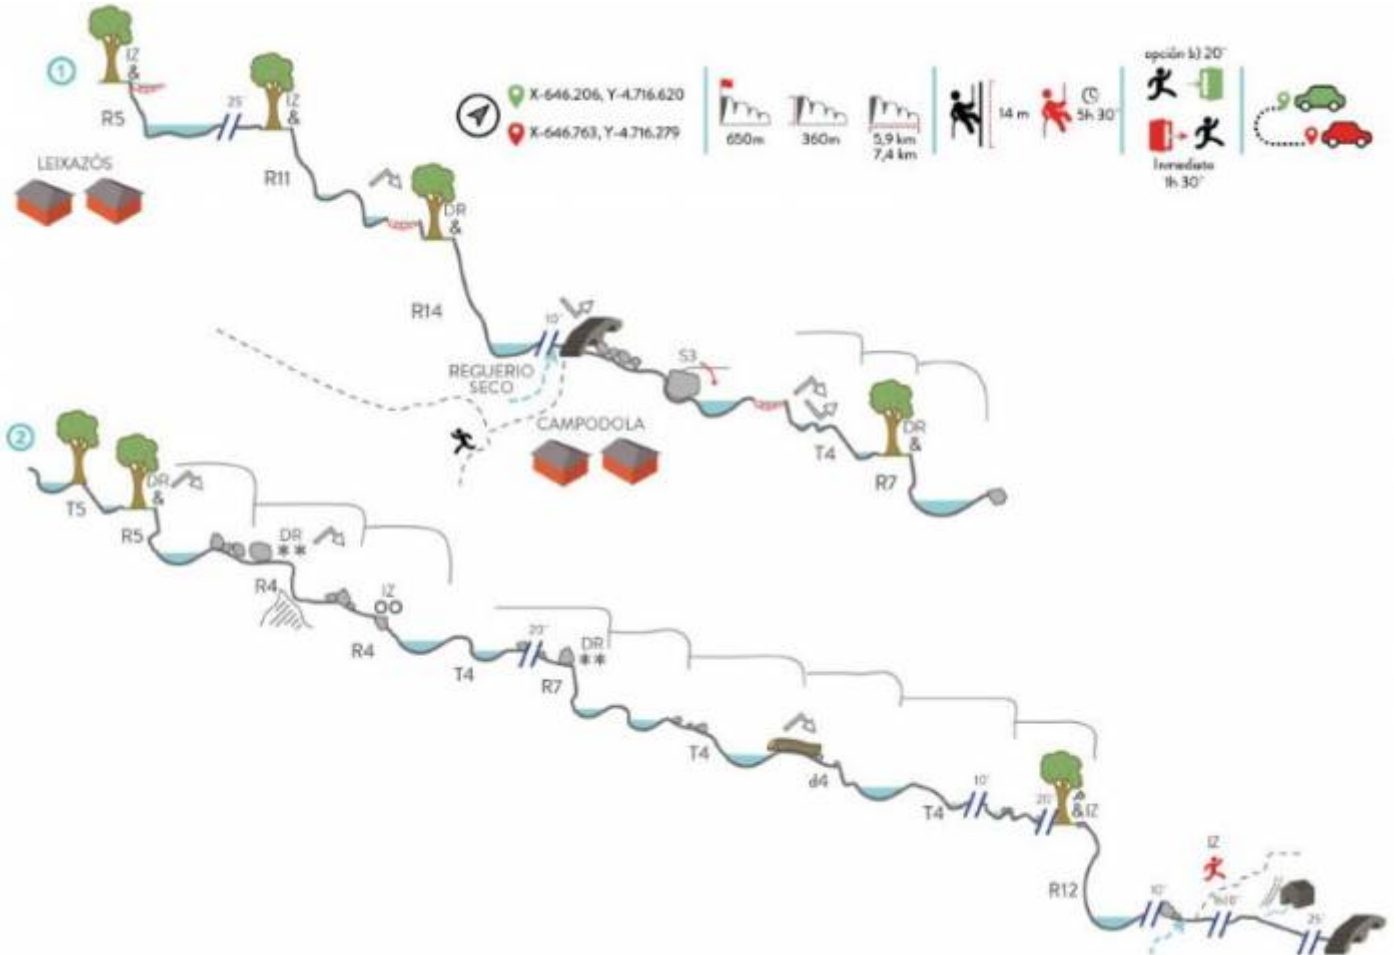 1
IZ
&
R5
25´
IZ
&
R11
LEIXAZÓS
DR
&
R14
10´
REGUERIO
SECO
CAMPODOLA
S3
T4
DR
&
R7
X-646.206, Y-4.716.620
X-646.763, Y-4.716.279
650m
360m
5,9 km
7,4 km
14 m
5h 30´
opción b) 20´
Inmediato
1h 30´
2
T5
DR
&
R5
DR
**
R4
IZ
R4
T4
20´
DR
**
R7
T4
d4
T4
10´
20´
&IZ
R12
10´
IZ
1h10´
25´